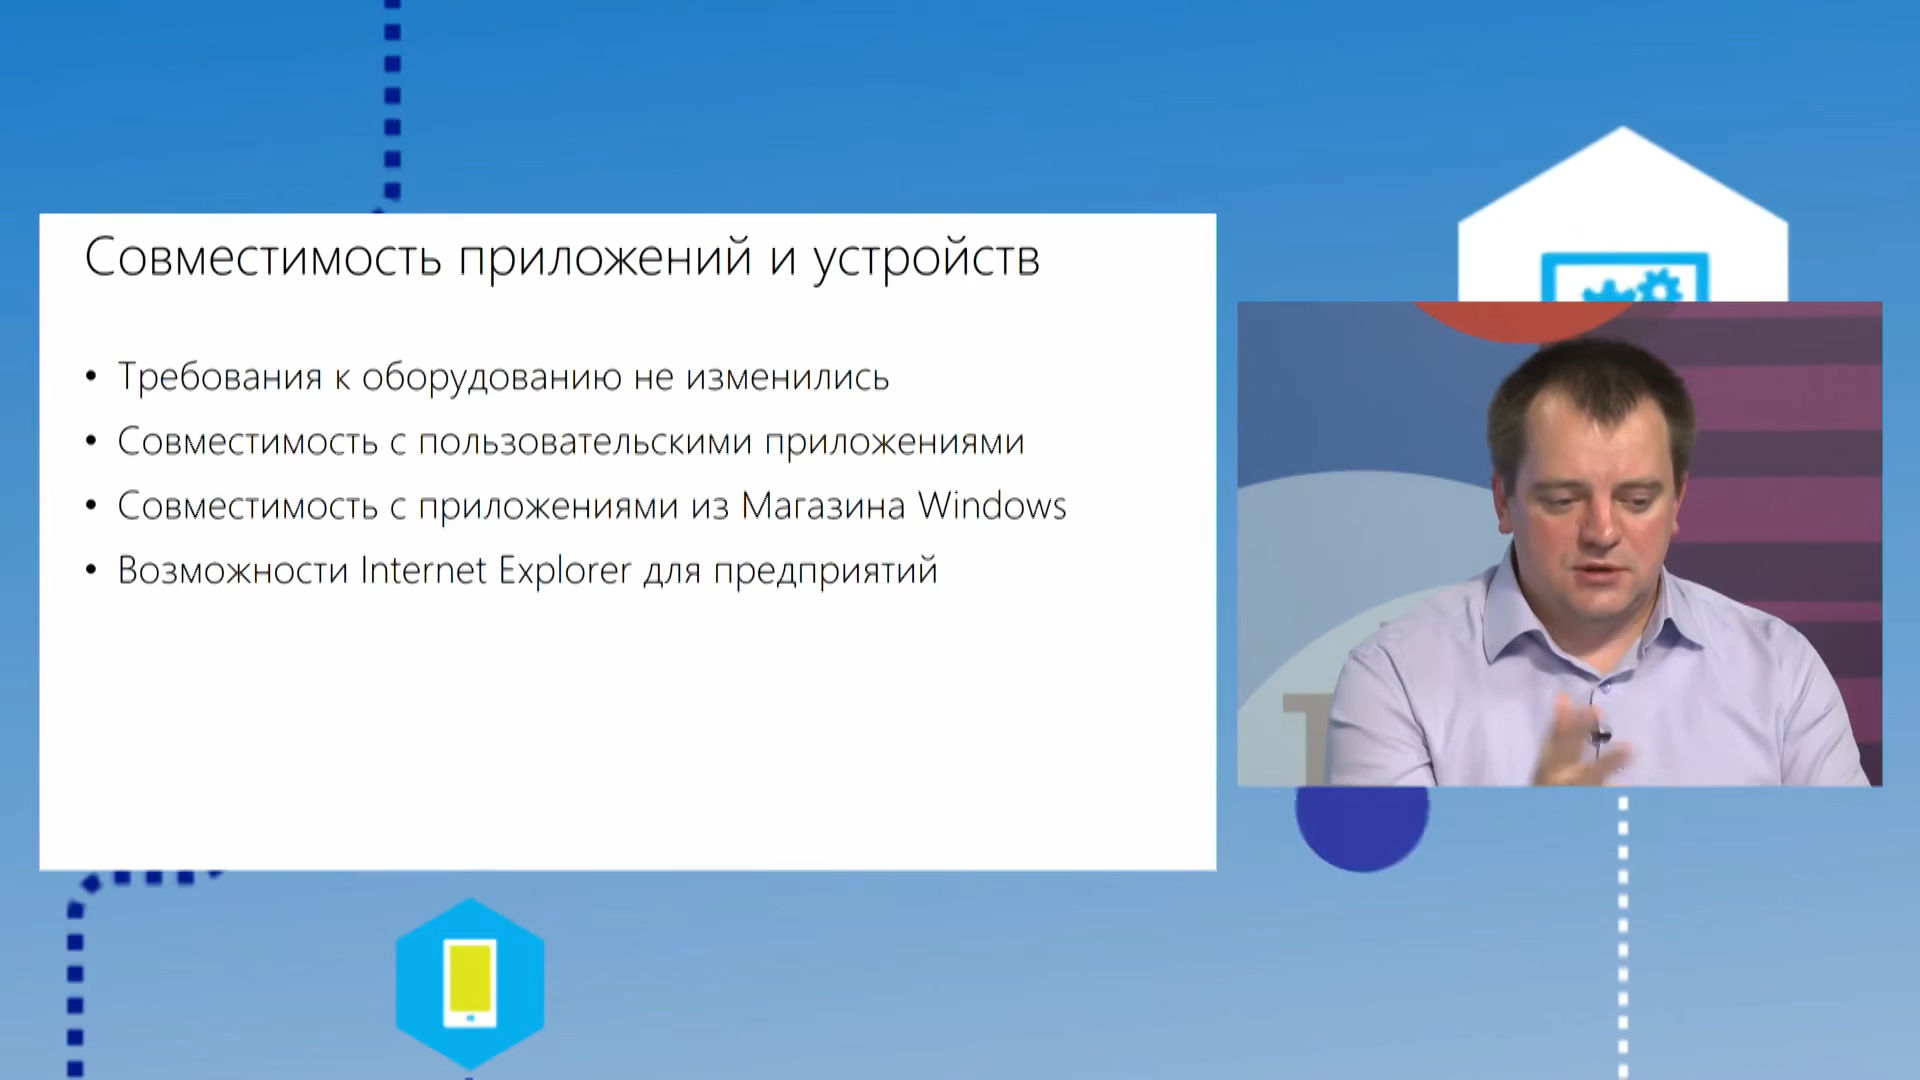 Совместимость приложений и устройств
• Требования к оборудованию не изменились
• Совместимость с пользовательскими приложениями
• Совместимость с приложениями из Магазина Windows
• Возможности Internet Explorer для предприятий